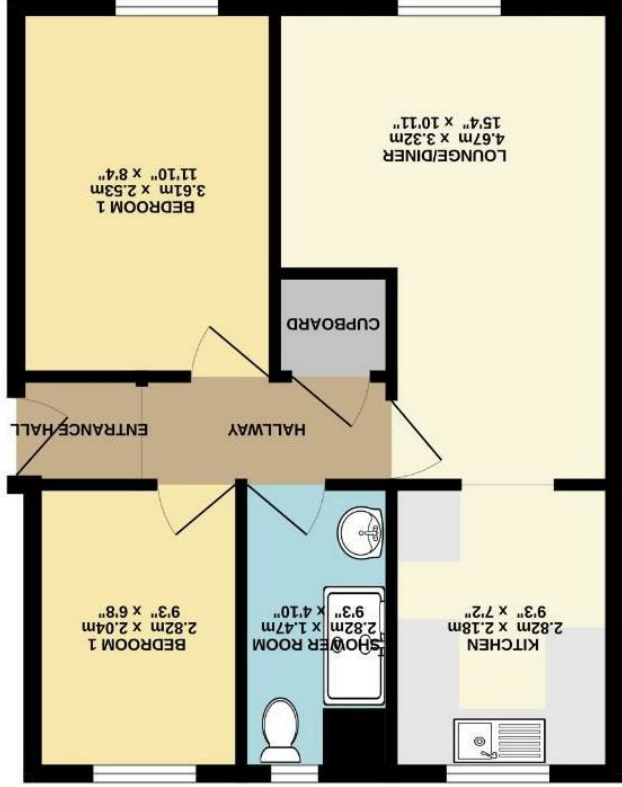 KITCHEN
2.82m x 2.18m
9'3" x 7'2"
SHOWER ROOM
2.82m x 1.47m
9'3" x 4'10"
BEDROOM 1
2.82m x 2.04m
9'3" x 6'8"
HALLWAY
ENTRANCE HALL
CUPBOARD
LOUNGE/DINER
4.67m x 3.32m
15'4" x 10'11"
BEDROOM 1
3.61m x 2.53m
11'10" x 8'4"